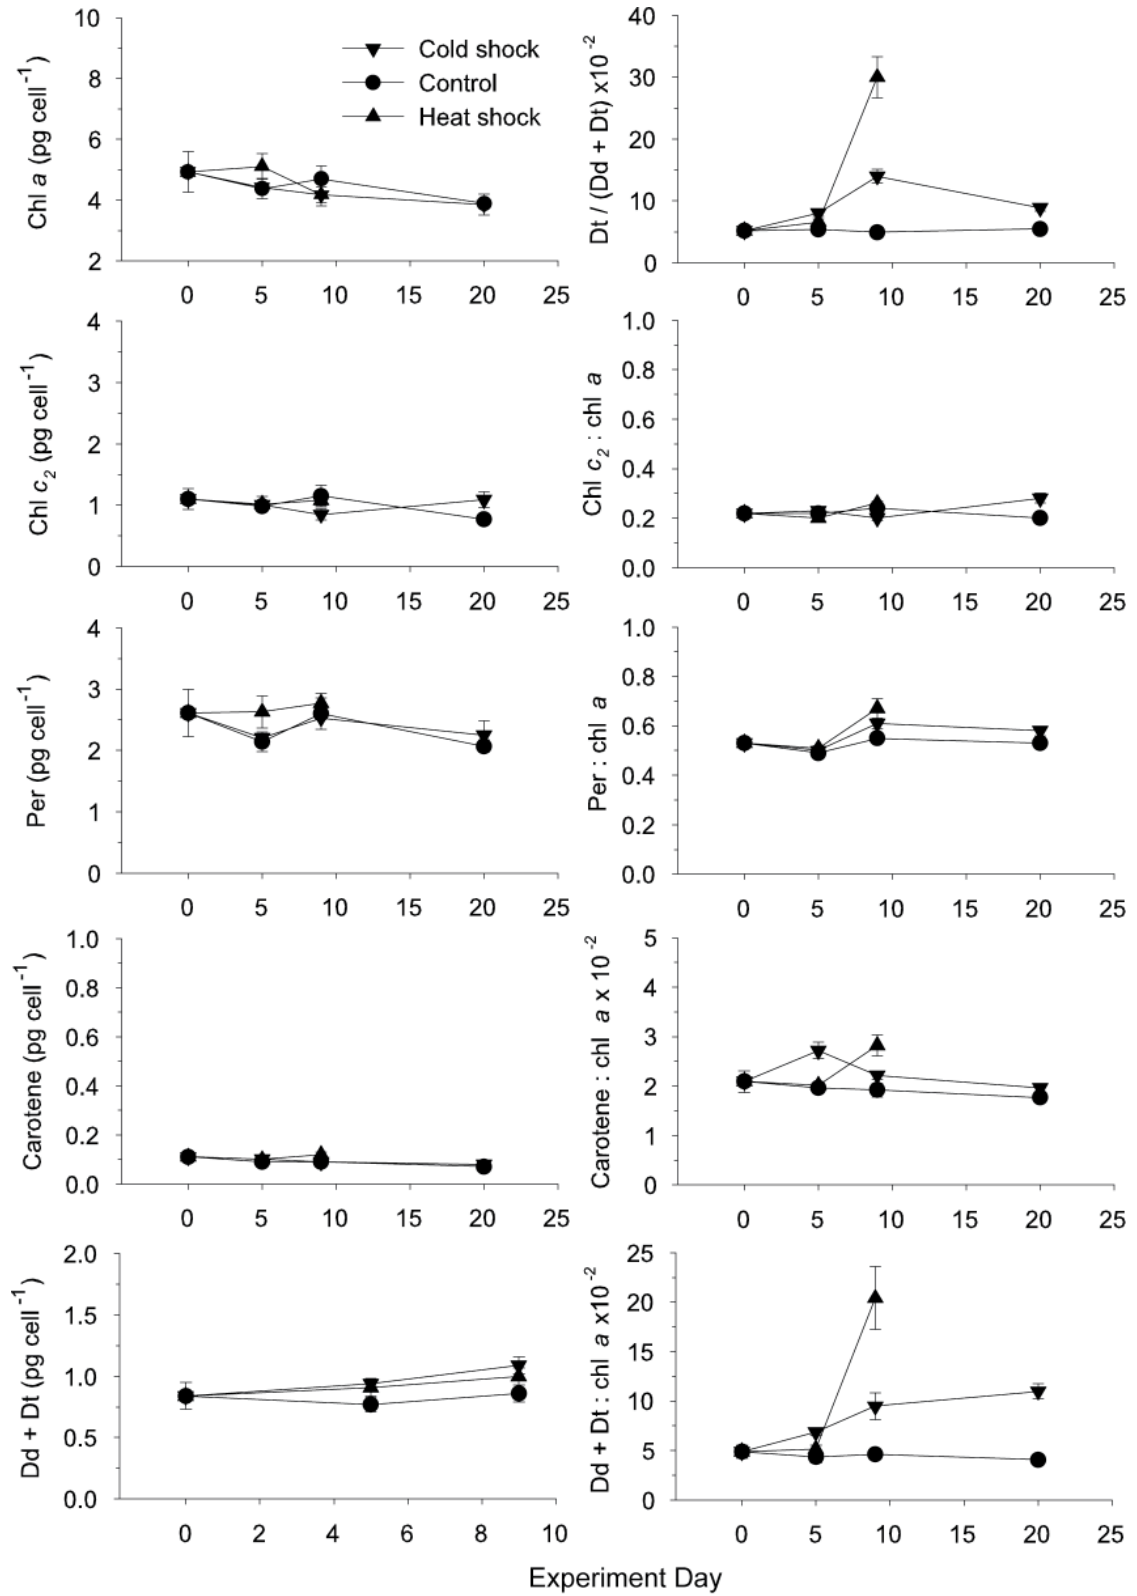 Chl a (pg cell⁻¹)
10
8
6
4
2
Cold shock
Control
Heat shock
0 5 10 15 20 25
Dt / (Dd + Dt) x10⁻²
40
30
20
10
0
0 5 10 15 20 25
Chl c₂ (pg cell⁻¹)
4
3
2
1
0
0 5 10 15 20 25
Chl c₂ : chl a
1.0
0.8
0.6
0.4
0.2
0.0
0 5 10 15 20 25
Per (pg cell⁻¹)
4
3
2
1
0
0 5 10 15 20 25
Per : chl a
1.0
0.8
0.6
0.4
0.2
0.0
0 5 10 15 20 25
Carotene (pg cell⁻¹)
1.0
0.8
0.6
0.4
0.2
0.0
0 5 10 15 20 25
Carotene : chl a x 10⁻²
5
4
3
2
1
0
0 5 10 15 20 25
Dd + Dt (pg cell⁻¹)
2.0
1.5
1.0
0.5
0.0
0 2 4 6 8 10
Dd + Dt : chl a x10⁻²
25
20
15
10
5
0
0 5 10 15 20 25
Experiment Day